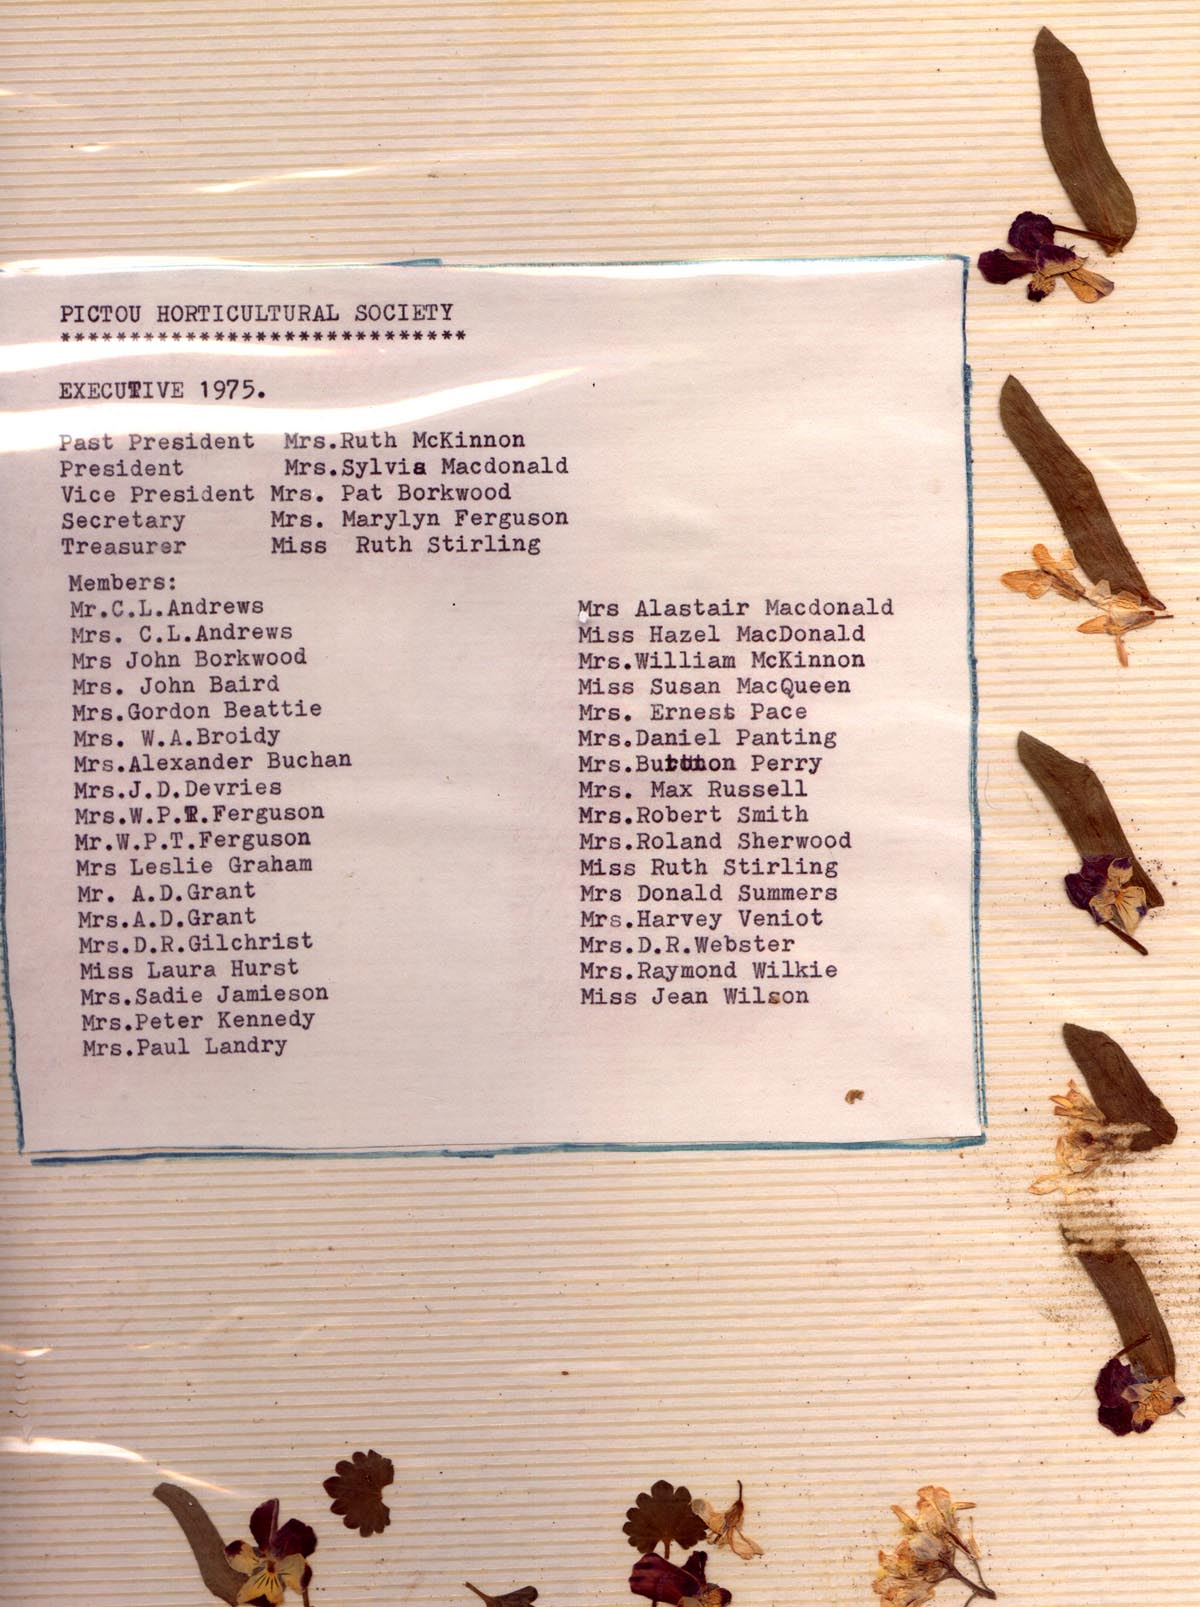 PICTOU HORTICULTURAL SOCIETY
*****************************
EXECUTIVE 1975.
Past President Mrs.Ruth McKinnon
President Mrs.Sylvia Macdonald
Vice President Mrs. Pat Borkwood
Secretary Mrs. Marylyn Ferguson
Treasurer Miss Ruth Stirling
Members:
Mr.C.L.Andrews
Mrs. C.L.Andrews
Mrs John Borkwood
Mrs. John Baird
Mrs.Gordon Beattie
Mrs. W.A.Broidy
Mrs.Alexander Buchan
Mrs.J.D.Devries
Mrs.W.P.T.Ferguson
Mr.W.P.T.Ferguson
Mrs Leslie Graham
Mr. A.D.Grant
Mrs.A.D.Grant
Mrs.D.R.Gilchrist
Miss Laura Hurst
Mrs.Sadie Jamieson
Mrs.Peter Kennedy
Mrs.Paul Landry
Mrs Alastair Macdonald
Miss Hazel MacDonald
Mrs.William McKinnon
Miss Susan MacQueen
Mrs. Ernest Pace
Mrs.Daniel Panting
Mrs. Perry
Mrs. Max Russell
Mrs.Robert Smith
Mrs.Roland Sherwood
Miss Ruth Stirling
Mrs Donald Summers
Mrs.Harvey Veniot
Mrs.D.R.Webster
Mrs.Raymond Wilkie
Miss Jean Wilson